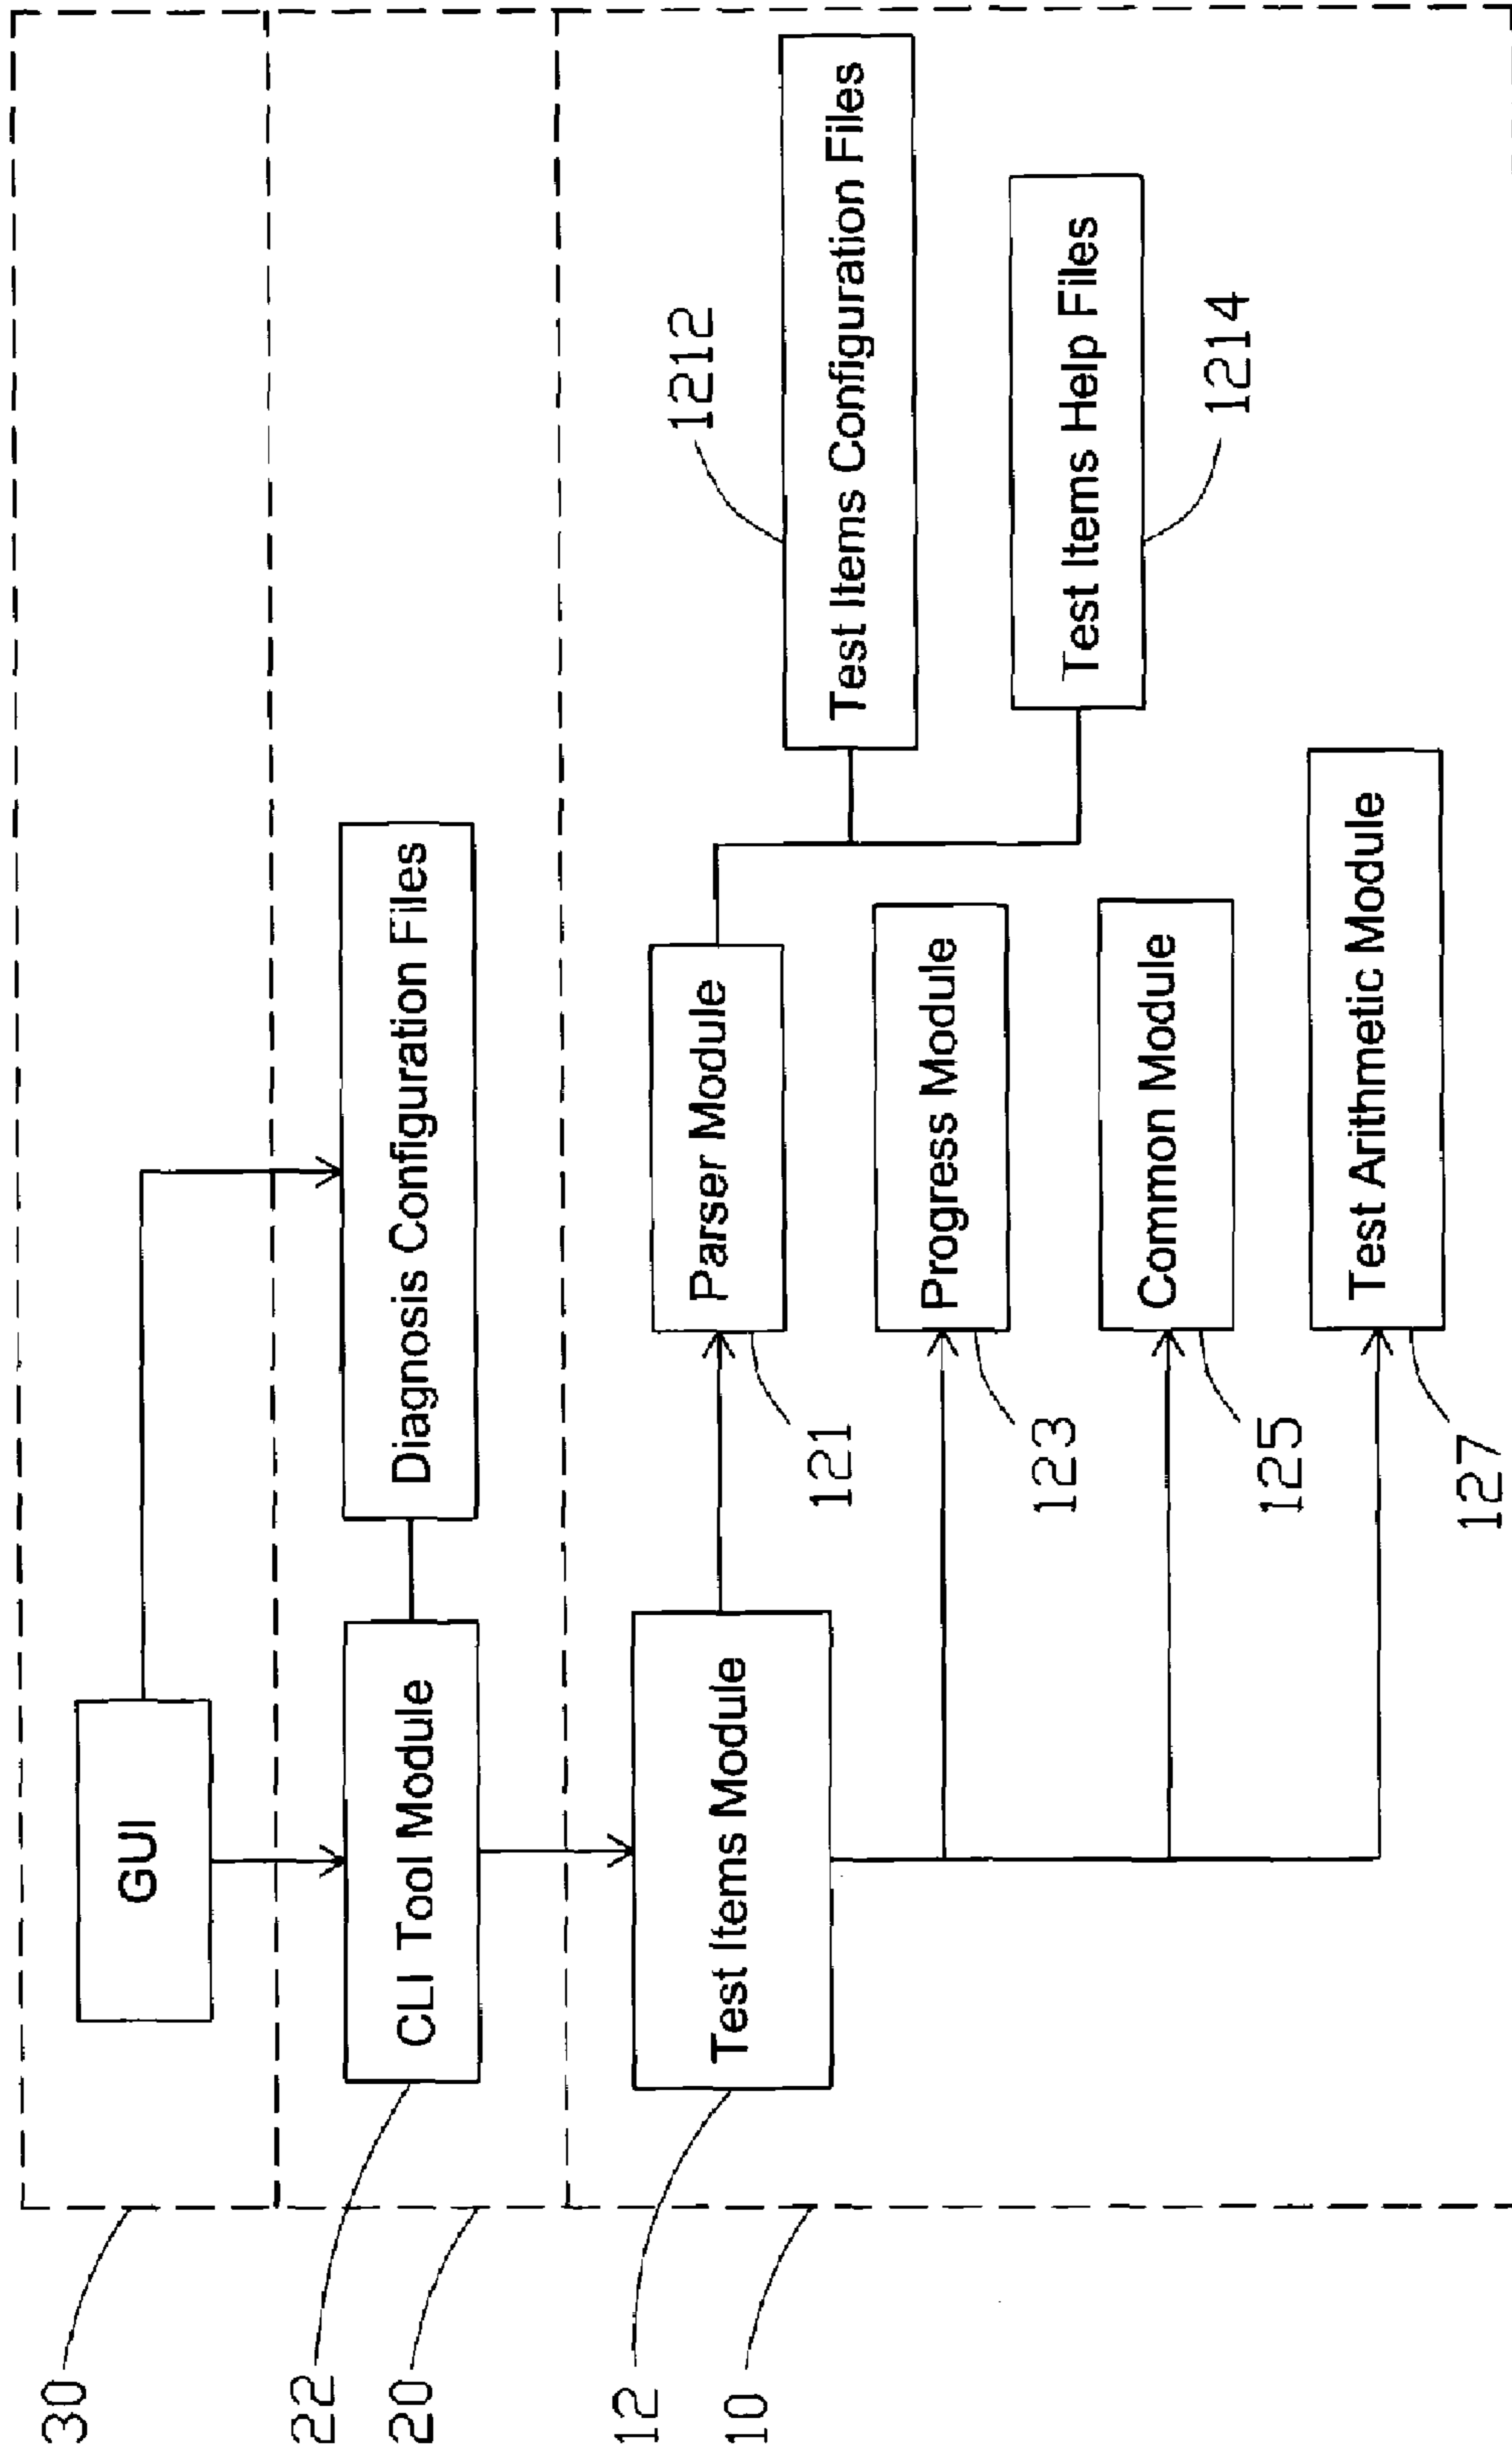 30
GUI
22
20
CLI Tool Module
Diagnosis Configuration Files
12
10
Test Items Module
Parser Module
121
1212
Test Items Configuration Files
Progress Module
123
Test Items Help Files
1214
Common Module
125
Test Arithmetic Module
127